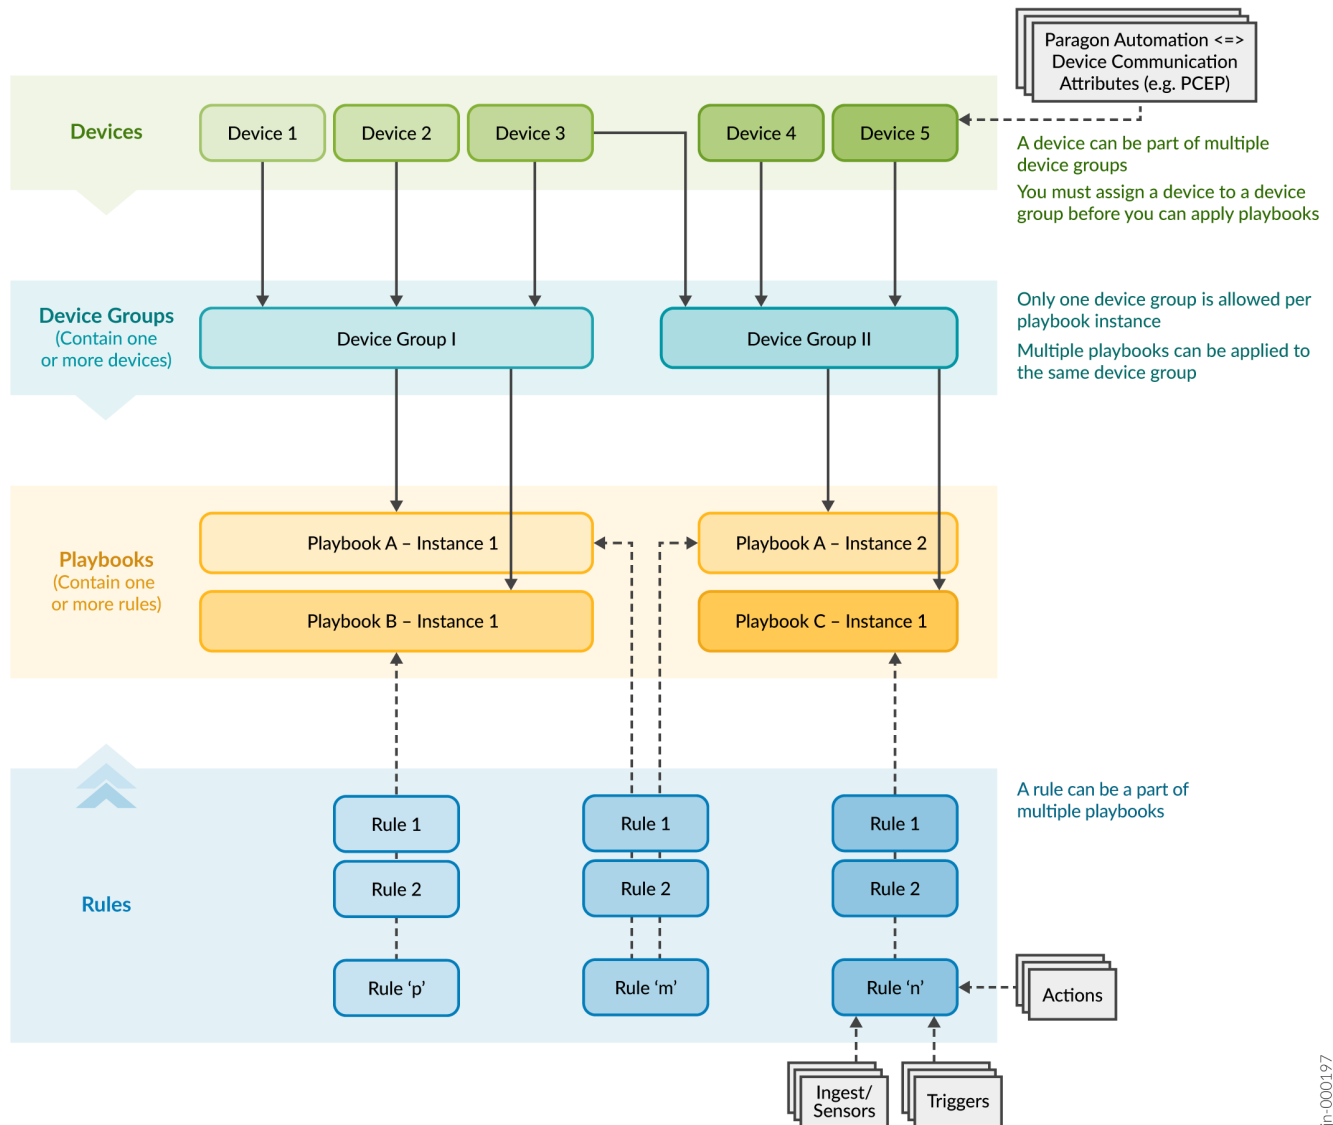 Paragon Automation <=>
Device Communication
Attributes (e.g. PCEP)
Devices
Device 1
Device 2
Device 3
Device 4
Device 5
A device can be part of multiple
device groups
You must assign a device to a device
group before you can apply playbooks
Device Groups
(Contain one
or more devices)
Device Group I
Device Group II
Only one device group is allowed per
playbook instance
Multiple playbooks can be applied to
the same device group
Playbooks
(Contain one
or more rules)
Playbook A – Instance 1
Playbook A – Instance 2
Playbook B – Instance 1
Playbook C – Instance 1
Rules
Rule 1
Rule 1
Rule 1
A rule can be a part of
multiple playbooks
Rule 2
Rule 2
Rule 2
Rule ‘p’
Rule ‘m’
Rule ‘n’
Actions
Ingest/
Sensors
Triggers
in-000197